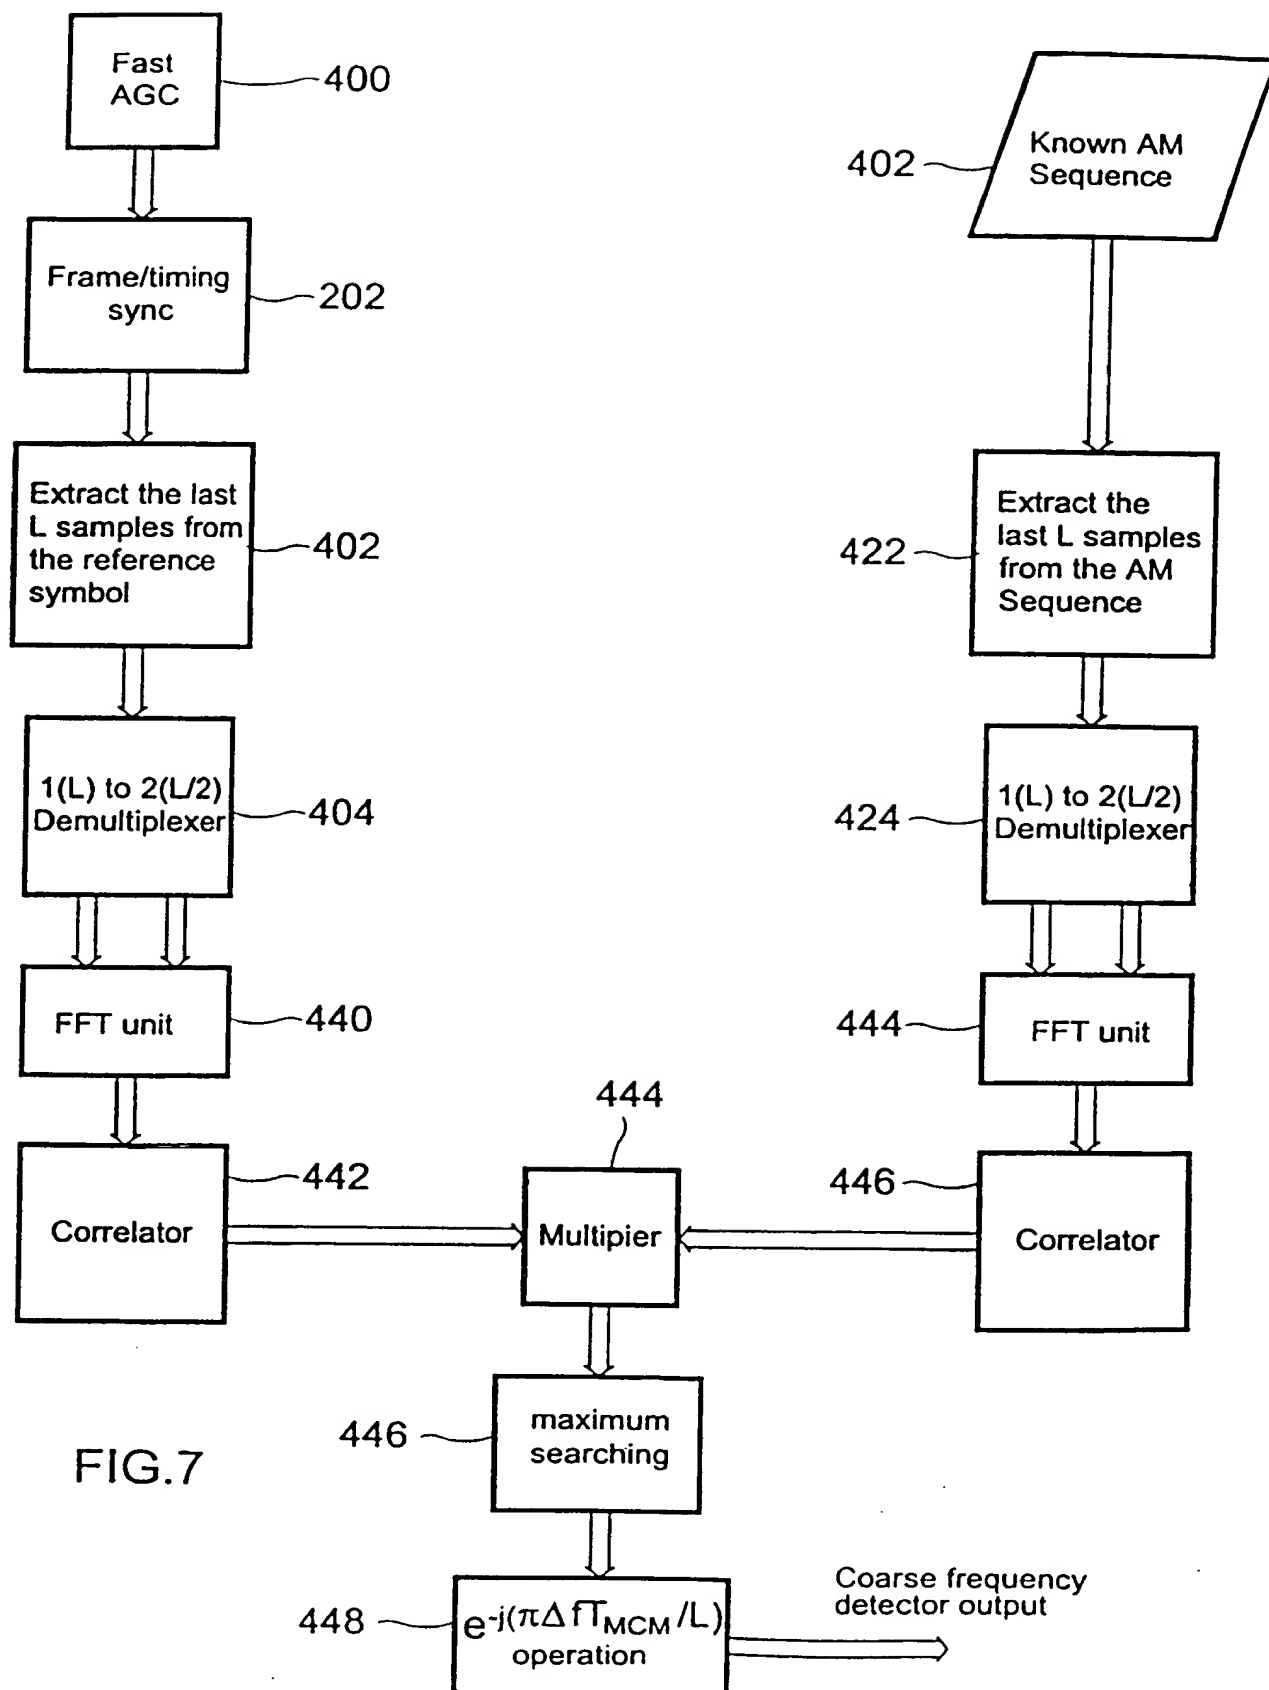 Fast
AGC
400
Known AM
Sequence
402
Frame/timing
sync
202
Extract the last
L samples from
the reference
symbol
402
Extract the
last L samples
from the AM
Sequence
422
1(L) to 2(L/2)
Demultiplexer
404
1(L) to 2(L/2)
Demultiplexer
424
FFT unit
440
FFT unit
444
Correlator
442
444
Multipier
446
Correlator
maximum
searching
446
FIG.7
448
e-j(πΔfTMCM/L)
operation
Coarse frequency
detector output